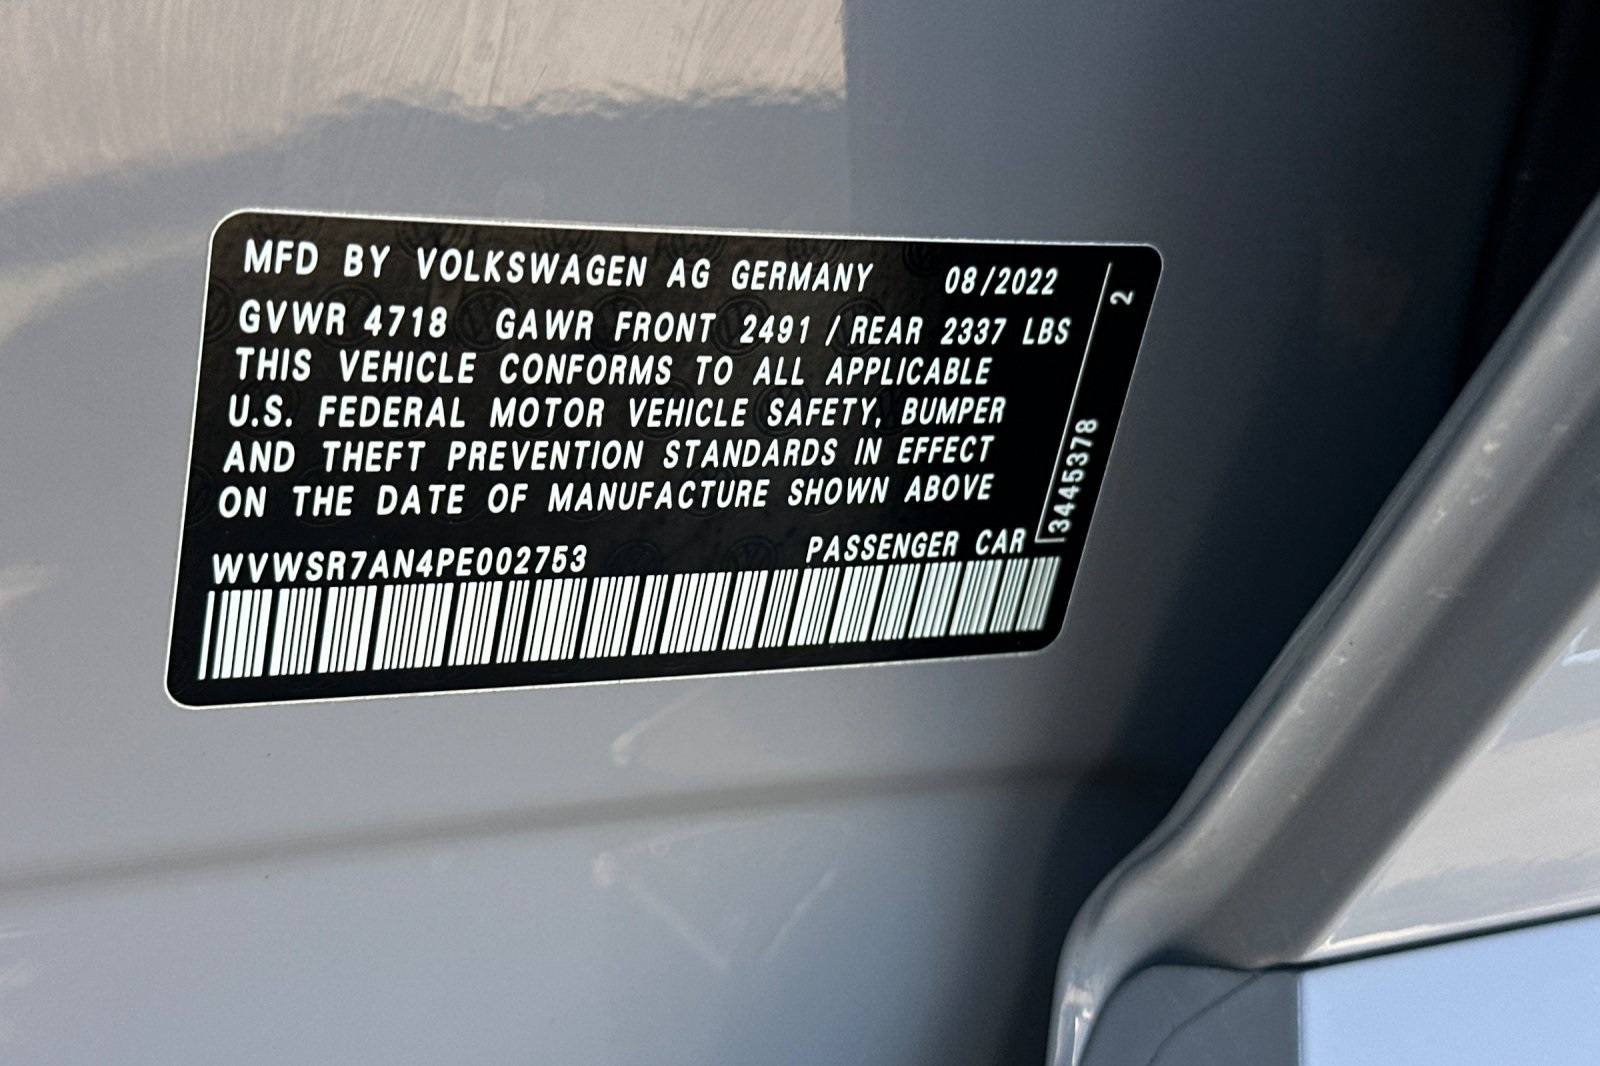 MFD BY VOLKSWAGEN AG GERMANY 08/2022
GVWR 4718 GAWR FRONT 2491 / REAR 2337 LBS
THIS VEHICLE CONFORMS TO ALL APPLICABLE
U.S. FEDERAL MOTOR VEHICLE SAFETY, BUMPER
AND THEFT PREVENTION STANDARDS IN EFFECT
ON THE DATE OF MANUFACTURE SHOWN ABOVE
WVWSR7AN4PE002753 PASSENGER CAR
34453782
2